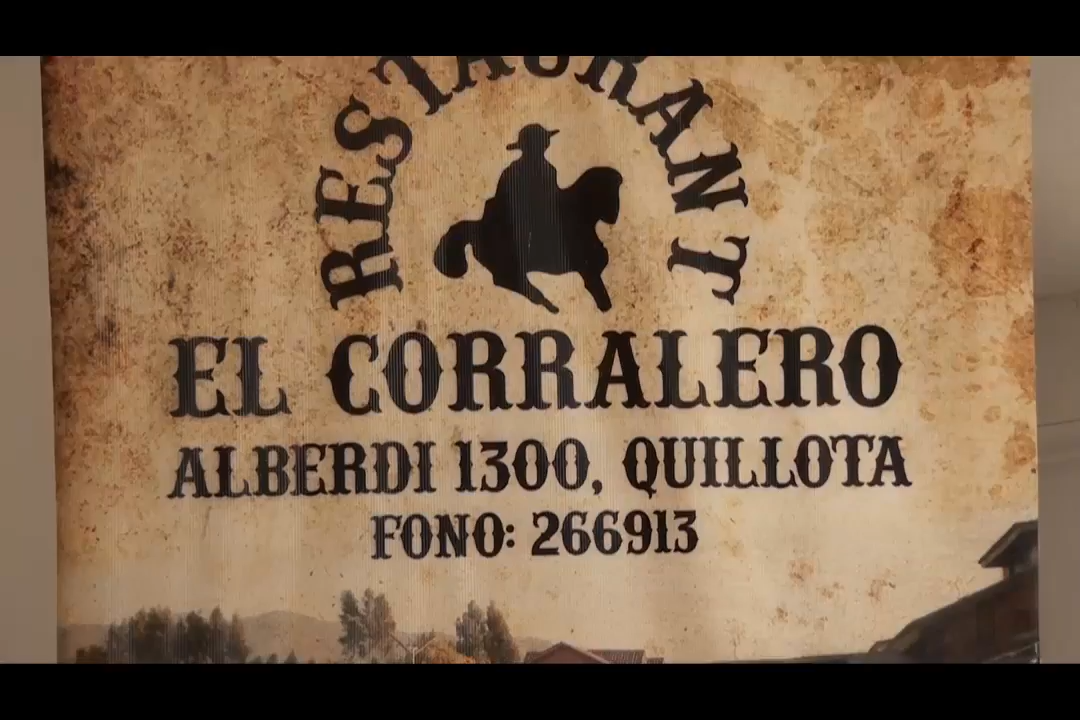 RESTAURANT
EL CORRALERO
ALBERDI 1300, QUILLOTA
FONO: 266913